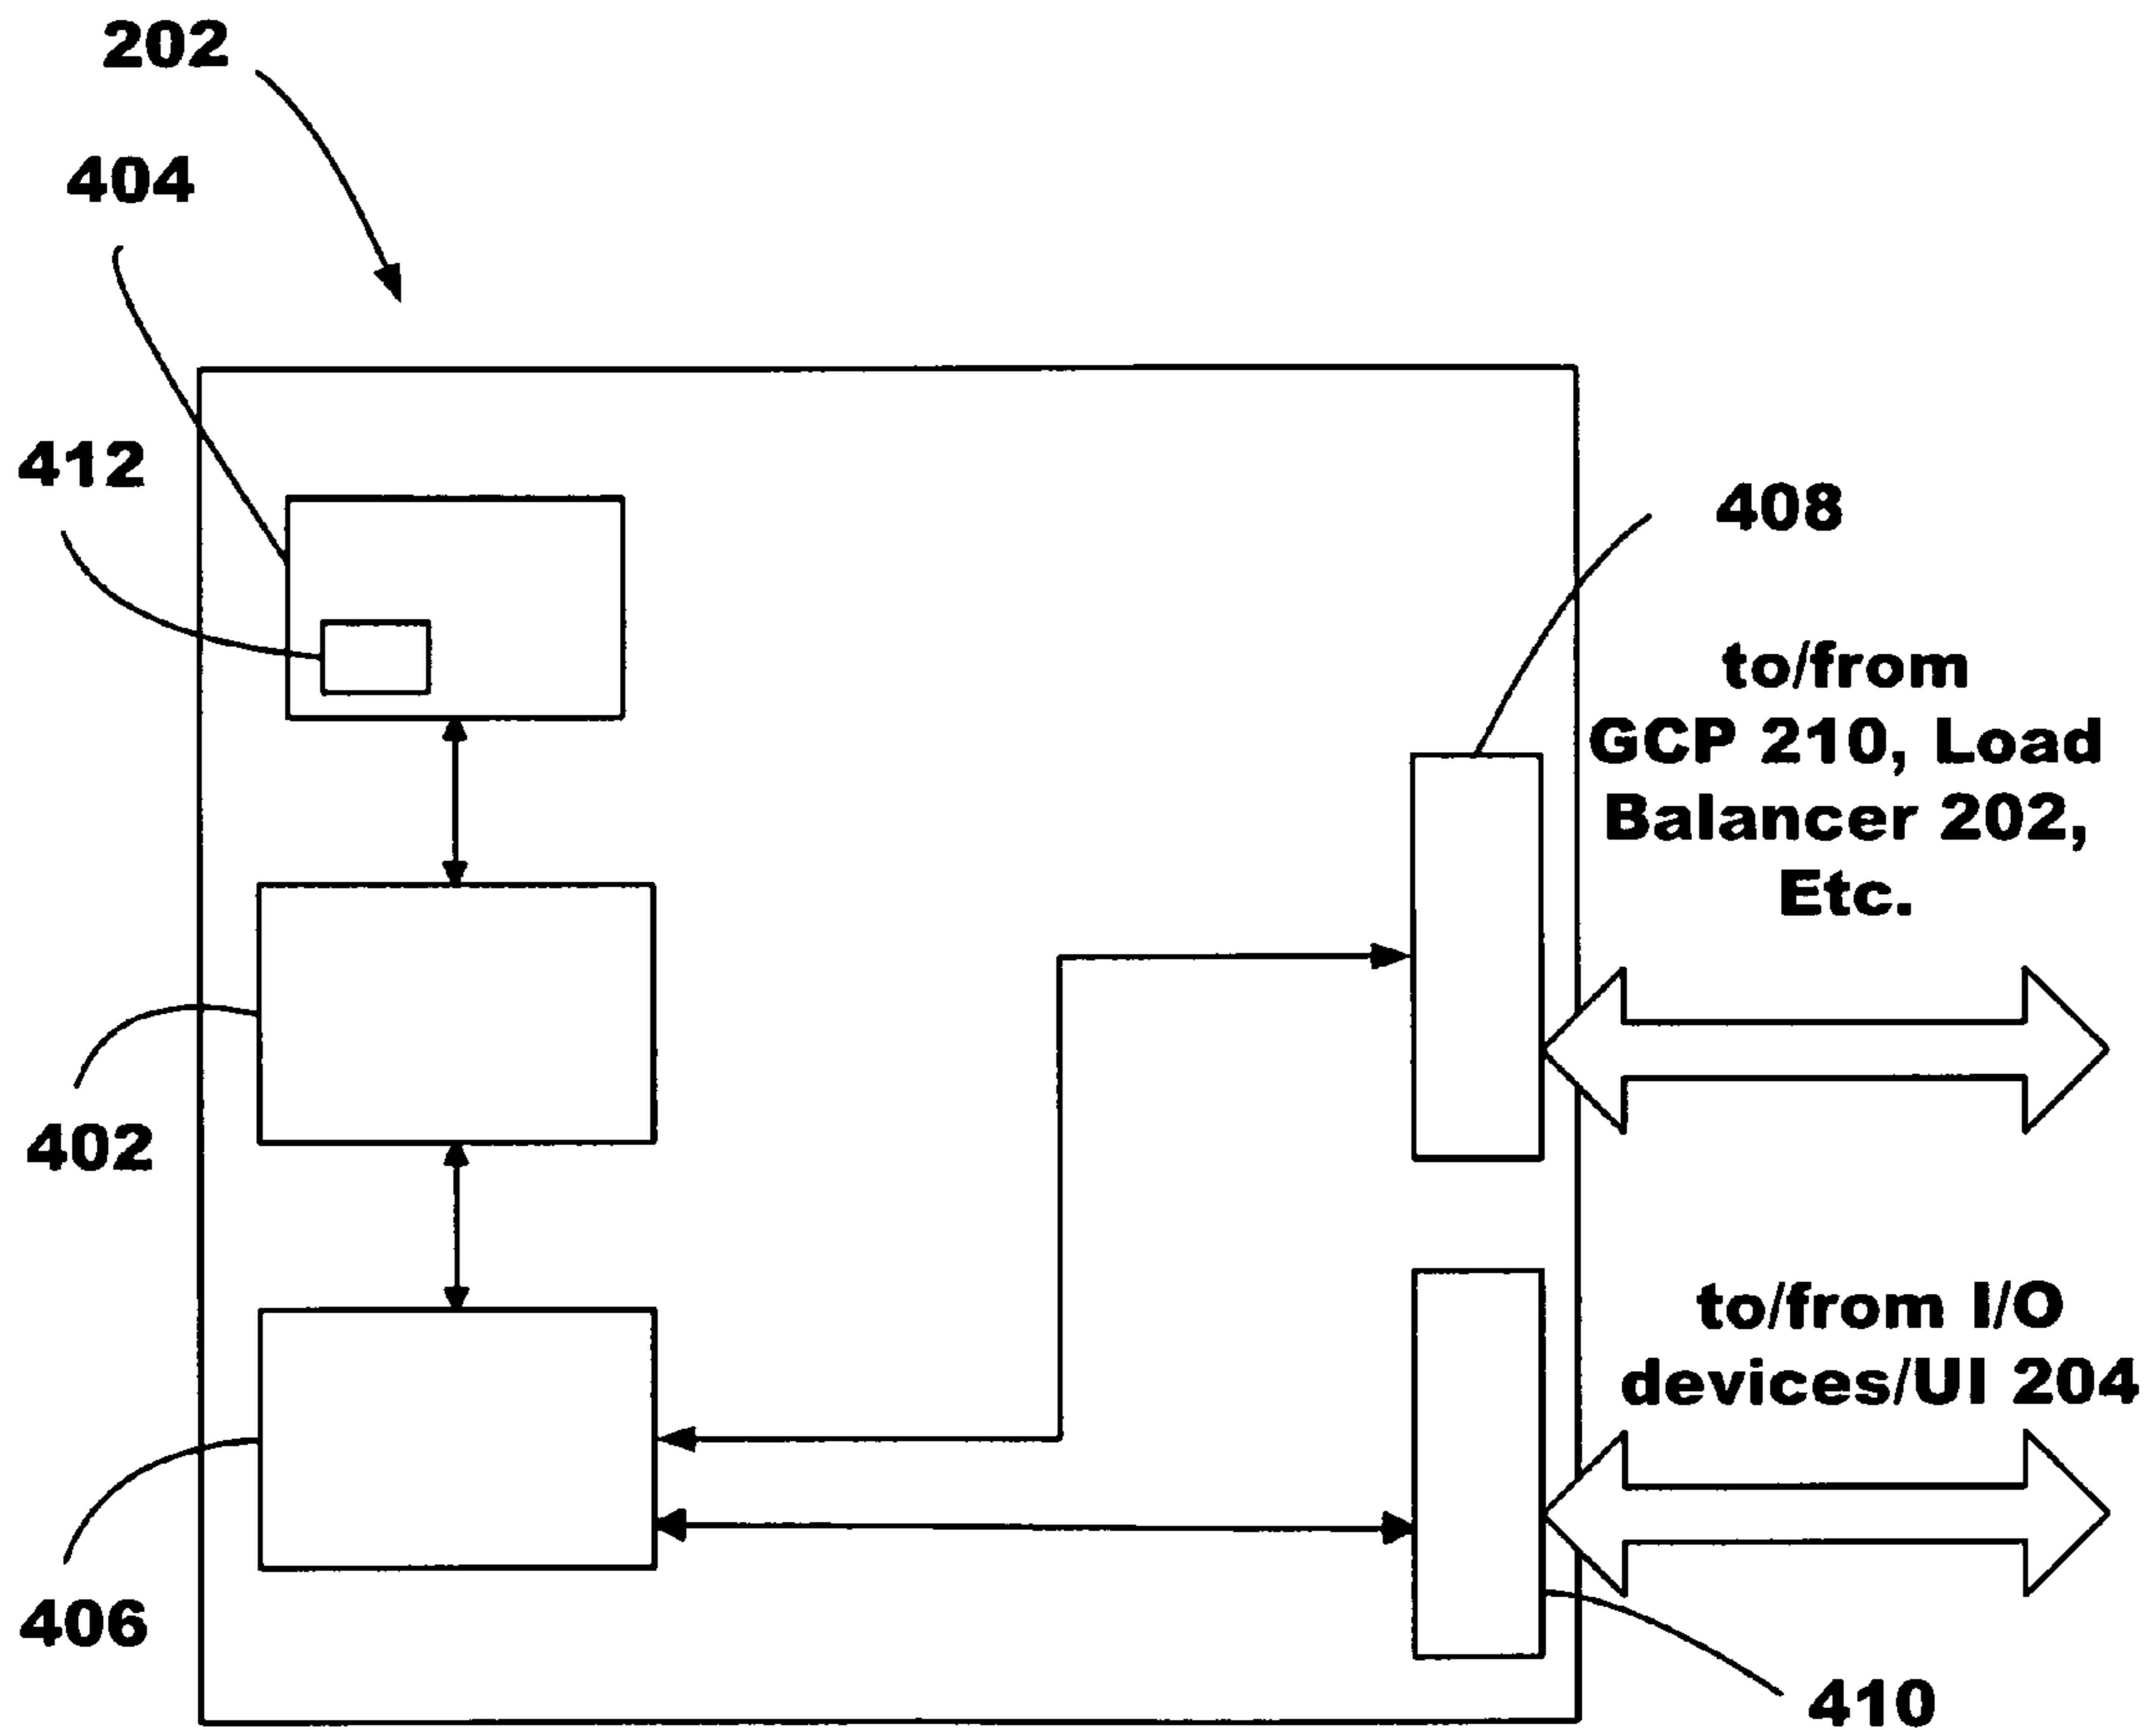 202
404
412
408
to/from
GCP 210, Load
Balancer 202,
Etc.
402
to/from I/O
devices/UI 204
406
410